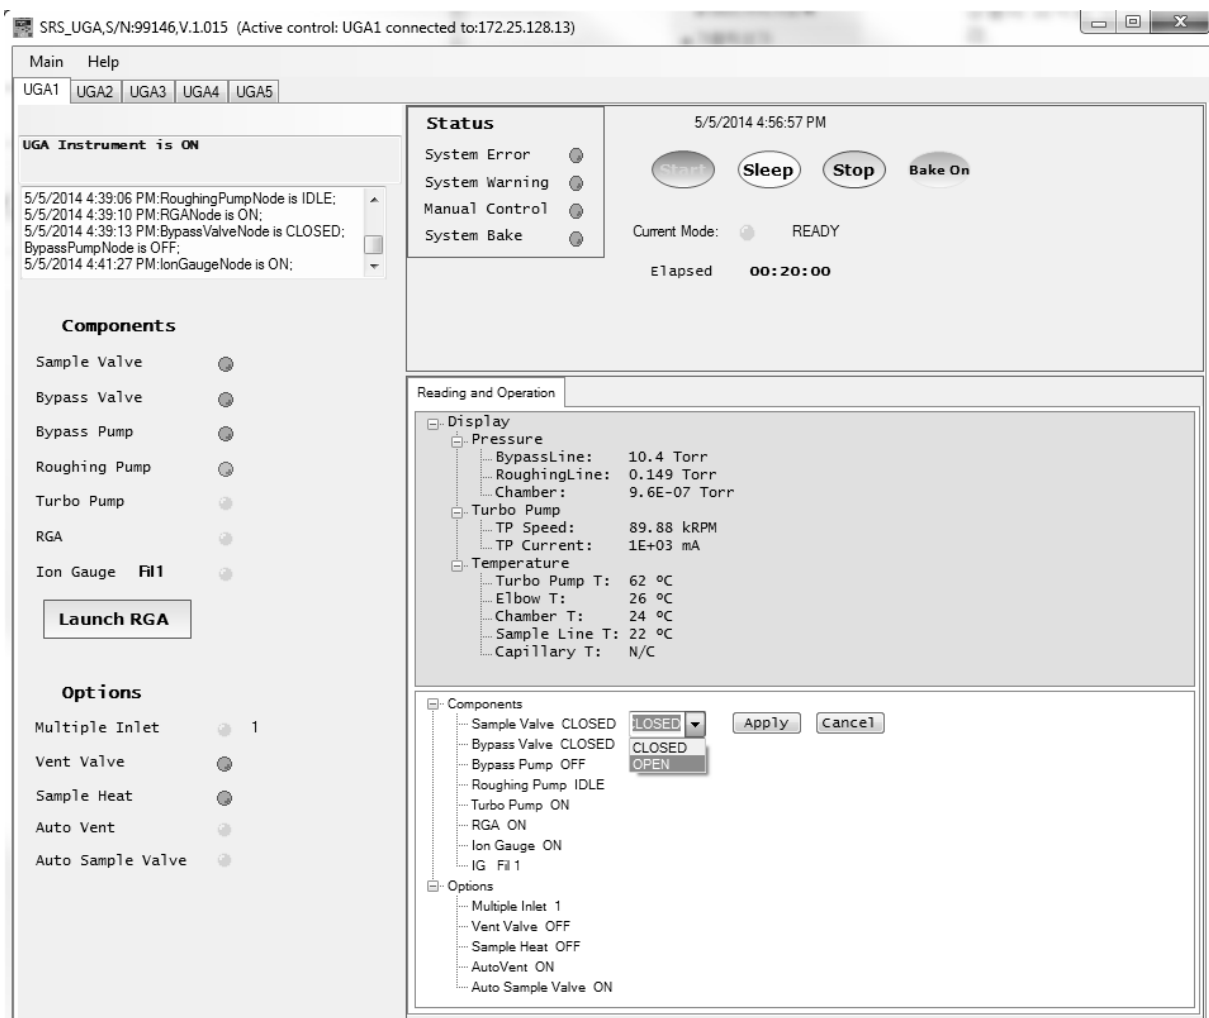 SRS_UGA,S/N:99146,V.1.015 (Active control: UGA1 connected to:172.25.128.13)
Main Help
UGA1 UGA2 UGA3 UGA4 UGA5
UGA Instrument is ON
5/5/2014 4:39:06 PM:RoughingPumpNode is IDLE;
5/5/2014 4:39:10 PM:RGANode is ON;
5/5/2014 4:39:13 PM:BypassValveNode is CLOSED;
BypassPumpNode is OFF;
5/5/2014 4:41:27 PM:IonGaugeNode is ON;
Components
Sample Valve
Bypass Valve
Bypass Pump
Roughing Pump
Turbo Pump
RGA
Ion Gauge Fil1
Launch RGA
Options
Multiple Inlet 1
Vent Valve
Sample Heat
Auto Vent
Auto Sample Valve
Status
System Error
System Warning
Manual Control
System Bake
5/5/2014 4:56:57 PM
Start Sleep Stop Bake On
Current Mode: READY
Elapsed 00:20:00
Reading and Operation
Display
Pressure
BypassLine: 10.4 Torr
RoughingLine: 0.149 Torr
Chamber: 9.6E-07 Torr
Turbo Pump
TP Speed: 89.88 kRPM
TP Current: 1E+03 mA
Temperature
Turbo Pump T: 62 ºC
Elbow T: 26 ºC
Chamber T: 24 ºC
Sample Line T: 22 ºC
Capillary T: N/C
Components
Sample Valve CLOSED CLOSED Apply Cancel
Bypass Valve CLOSED CLOSED
Bypass Pump OFF OPEN
Roughing Pump IDLE
Turbo Pump ON
RGA ON
Ion Gauge ON
IG Fil 1
Options
Multiple Inlet 1
Vent Valve OFF
Sample Heat OFF
AutoVent ON
Auto Sample Valve ON